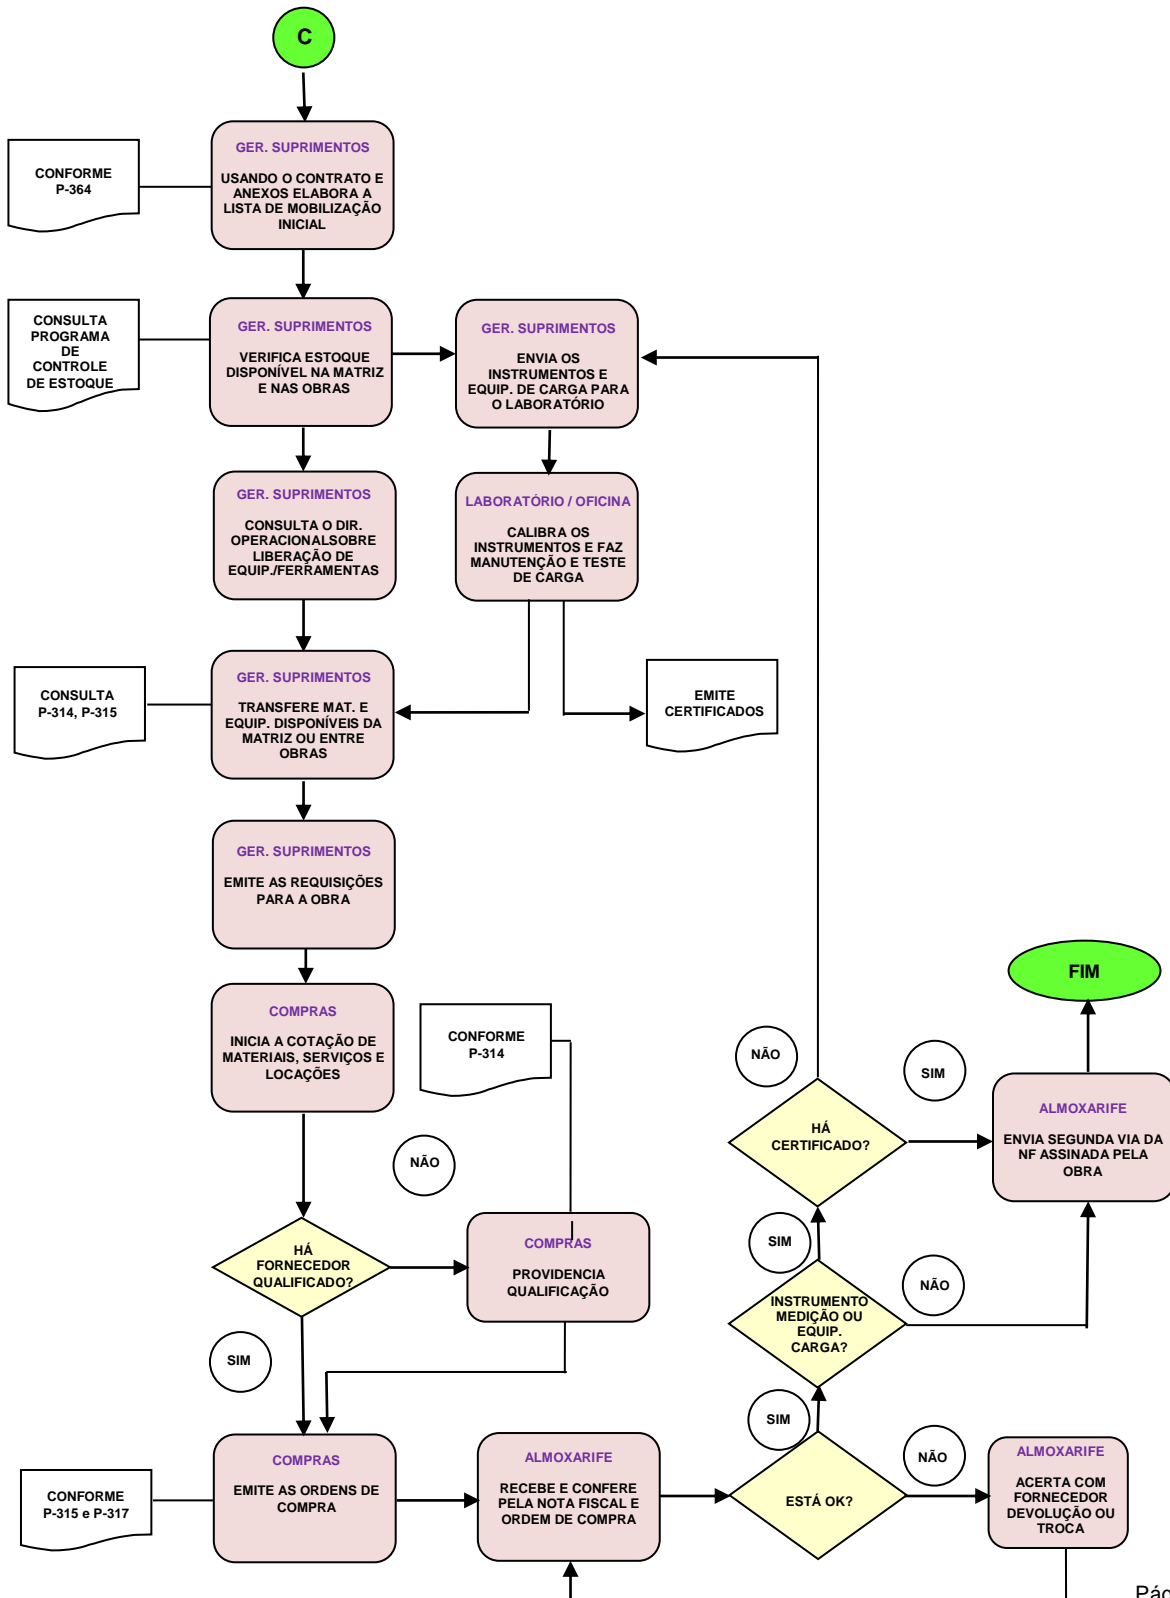 C
GER. SUPRIMENTOS
USANDO O CONTRATO E
ANEXOS ELABORA A
LISTA DE MOBILIZAÇÃO
INICIAL
CONFORME
P-364
CONSULTA
PROGRAMA
DE
CONTROLE
DE ESTOQUE
GER. SUPRIMENTOS
VERIFICA ESTOQUE
DISPONÍVEL NA MATRIZ
E NAS OBRAS
GER. SUPRIMENTOS
ENVIA OS
INSTRUMENTOS E
EQUIP. DE CARGA PARA
O LABORATÓRIO
GER. SUPRIMENTOS
CONSULTA O DIR.
OPERACIONALSOBRE
LIBERAÇÃO DE
EQUIP./FERRAMENTAS
LABORATÓRIO / OFICINA
CALIBRA OS
INSTRUMENTOS E FAZ
MANUTENÇÃO E TESTE
DE CARGA
CONSULTA
P-314, P-315
GER. SUPRIMENTOS
TRANSFERE MAT. E
EQUIP. DISPONÍVEIS DA
MATRIZ OU ENTRE
OBRAS
EMITE
CERTIFICADOS
GER. SUPRIMENTOS
EMITE AS REQUISIÇÕES
PARA A OBRA
COMPRAS
INICIA A COTAÇÃO DE
MATERIAIS, SERVIÇOS E
LOCAÇÕES
CONFORME
P-314
NÃO
SIM
FIM
HÁ
CERTIFICADO?
ALMOXARIFE
ENVIA SEGUNDA VIA DA
NF ASSINADA PELA
OBRA
NÃO
HÁ
FORNECEDOR
QUALIFICADO?
COMPRAS
PROVIDENCIA
QUALIFICAÇÃO
SIM
NÃO
INSTRUMENTO
MEDIÇÃO OU
EQUIP.
CARGA?
SIM
SIM
NÃO
CONFORME
P-315 e P-317
COMPRAS
EMITE AS ORDENS DE
COMPRA
ALMOXARIFE
RECEBE E CONFERE
PELA NOTA FISCAL E
ORDEM DE COMPRA
ESTÁ OK?
ALMOXARIFE
ACERTA COM
FORNECEDOR
DEVOLUÇÃO OU
TROCA
Pág